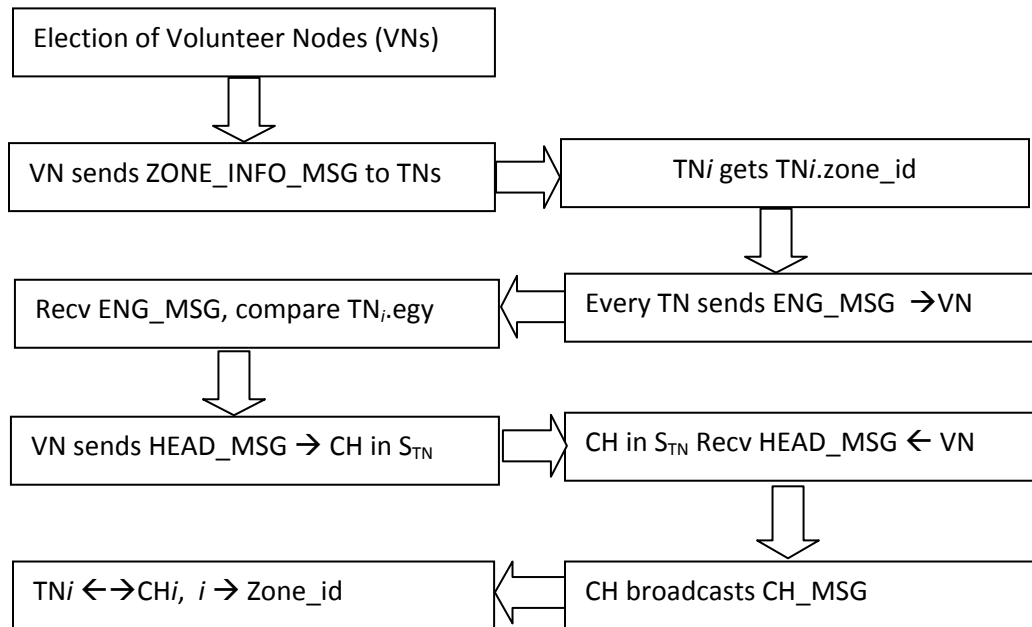 Election of Volunteer Nodes (VNs)
VN sends ZONE_INFO_MSG to TNs
TNi gets TNi.zone_id
Every TN sends ENG_MSG →VN
Recv ENG_MSG, compare TNi.egy
VN sends HEAD_MSG → CH in STN
CH in STN Recv HEAD_MSG ← VN
CH broadcasts CH_MSG
TNi ←→CHi, i → Zone_id